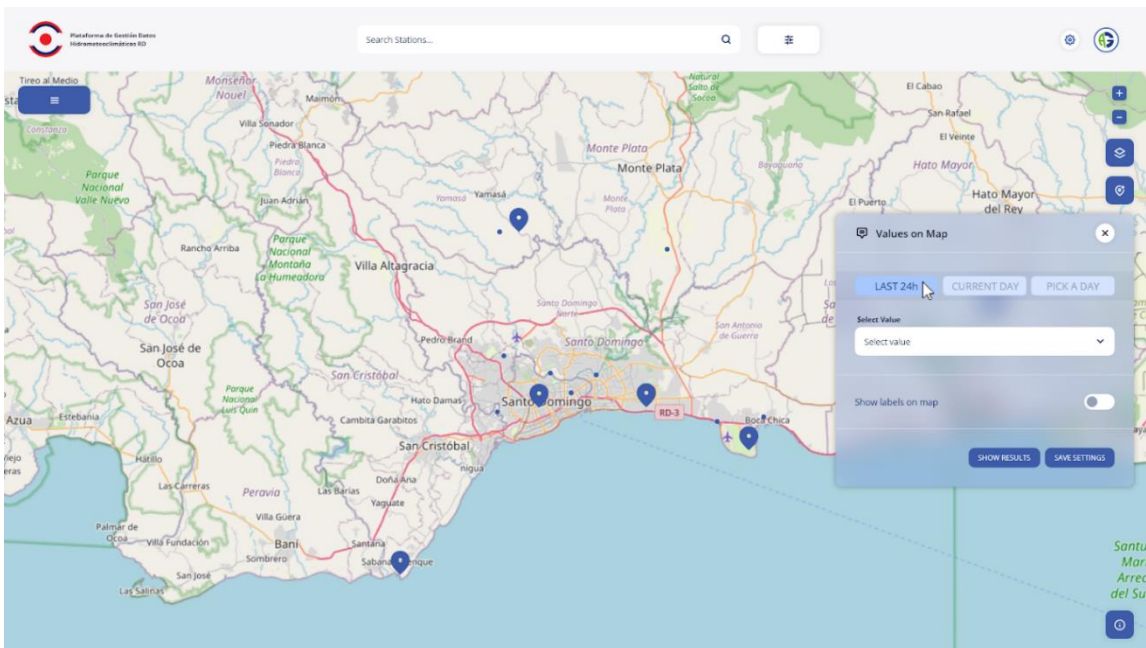 Plataforma de Gestión Datos
Hidrometeoclimáticos RD
Search Stations...
Tireo al Medio
Constanza
Monseñor
Nouel
Maimón
Villa Sonador
Piedra Blanca
Piedra
Blanca
Parque
Nacional
Valle Nuevo
Juan Adrián
Rancho Arriba
Parque
Nacional
Montaña
La Humeadora
Villa Altagracia
Natural
Salto de
Socoa
Monte Plata
Monte Plata
Bayaguana
Yamasá
Yamasá
Monte
Plata
El Cabao
San Rafael
El Veinte
Hato Mayor
El Puerto
Hato Mayor
del Rey
Values on Map
LAST 24h
CURRENT DAY
PICK A DAY
Select Value
Select value
Show labels on map
SHOW RESULTS
SAVE SETTINGS
San José
de Ocoa
San José de
Ocoa
Parque
Nacional
Luis Quin
San Cristóbal
Pedro Brand
Santo Domingo
Norte
Santo Domingo
San Antonio
de Guerra
Hato Damas
Santo Domingo
RD-3
Boca Chica
Cambita Garabitos
San Cristóbal
nigua
Azua
Estebania
Hatillo
Las Carreras
Peravia
Las Barias
Doña Ana
Yaguate
Villa Güera
Palmar de
Ocoa
Villa Fundación
Baní
Sombrero
Santana
Sabana
enque
San José
Las Salinas